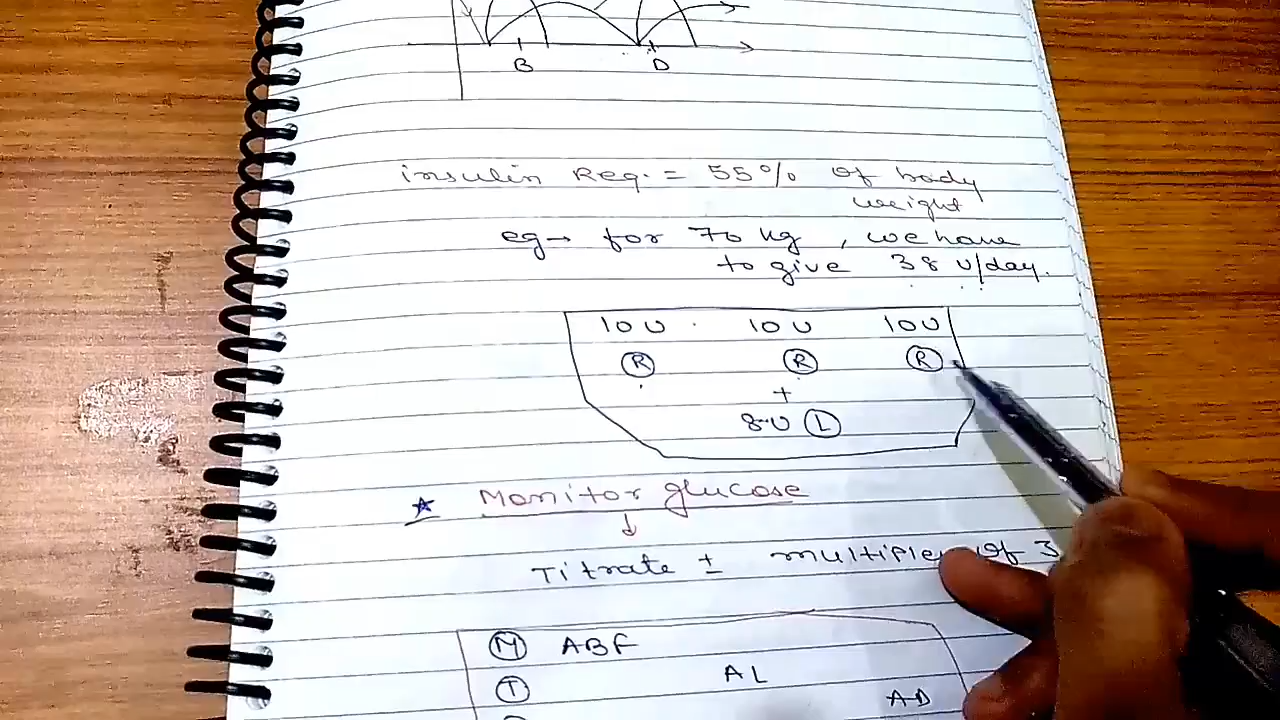 B D
insulin Req. = 55% of body
weight
eg → for 70 kg, we have
to give 38 U/day.
10 U 10 U 10 U
R R R
+
8 U L
* Monitor glucose
↓
Titrate ± multiples of 3
M ABF
T AL
AD